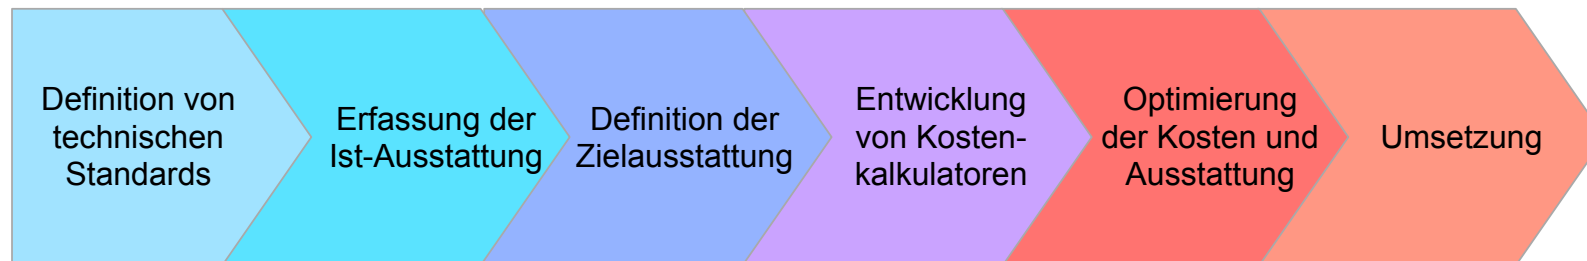 Definition von
technischen
Standards
Erfassung der
Ist-Ausstattung
Definition der
Zielausstattung
Entwicklung
von Kosten-
kalkulatoren
Optimierung
der Kosten und
Ausstattung
Umsetzung